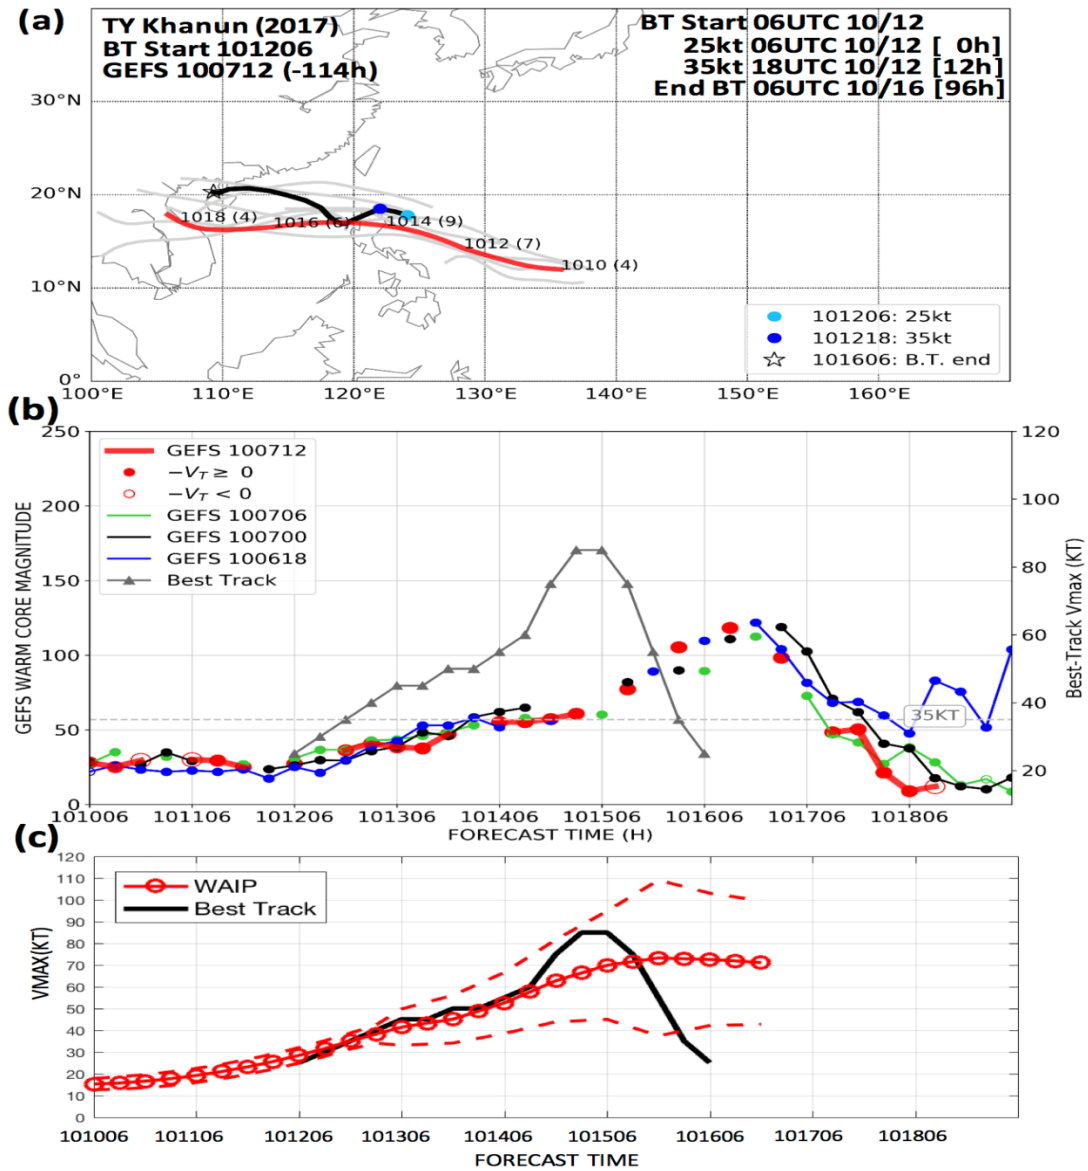 (a)
TY Khanun (2017)
BT Start 101206
GEFS 100712 (-114h)
BT Start 06UTC 10/12
25kt 06UTC 10/12 [ 0h]
35kt 18UTC 10/12 [12h]
End BT 06UTC 10/16 [96h]
30°N
20°N
10°N
0°
1018 (4)
1016 (6)
1014 (9)
1012 (7)
1010 (4)
101206: 25kt
101218: 35kt
101606: B.T. end
100°E 110°E 120°E 130°E 140°E 150°E 160°E
(b)
GEFS WARM CORE MAGNITUDE
250
200
150
100
50
0
GEFS 100712
−V_T ≥ 0
−V_T < 0
GEFS 100706
GEFS 100700
GEFS 100618
Best Track
35KT
120
100
80
60
40
20
Best-Track Vmax (KT)
101006 101106 101206 101306 101406 101506 101606 101706 101806
FORECAST TIME (H)
(c)
VMAX(KT)
120
110
100
90
80
70
60
50
40
30
20
10
0
WAIP
Best Track
101006 101106 101206 101306 101406 101506 101606 101706 101806
FORECAST TIME